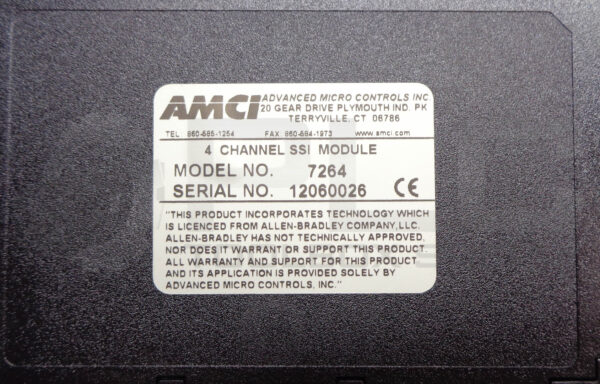 AMCI ADVANCED MICRO CONTROLS INC.
20 GEAR DRIVE PLYMOUTH IND. PK
TERRYVILLE, CT 06786
TEL 860-585-1254 FAX 860-584-1973 www.amci.com
4 CHANNEL SSI MODULE
MODEL NO. 7264
SERIAL NO. 12060026 CE
"THIS PRODUCT INCORPORATES TECHNOLOGY WHICH
IS LICENCED FROM ALLEN-BRADLEY COMPANY, LLC.
ALLEN-BRADLEY HAS NOT TECHNICALLY APPROVED,
NOR DOES IT WARRANT OR SUPPORT THIS PRODUCT.
ALL WARRANTY AND SUPPORT FOR THIS PRODUCT
AND ITS APPLICATION IS PROVIDED SOLELY BY
ADVANCED MICRO CONTROLS, INC."